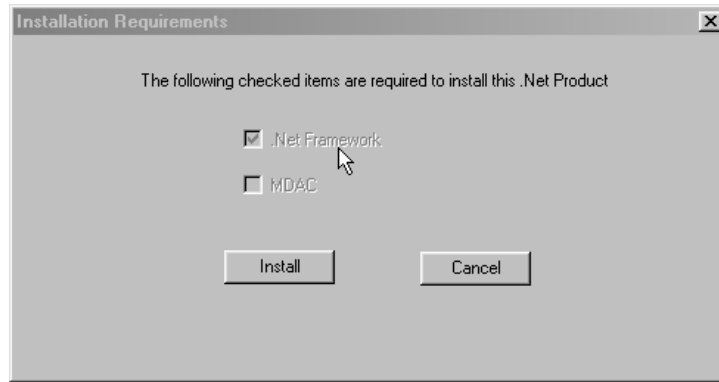 Installation Requirements
The following checked items are required to install this .Net Product
.Net Framework
MDAC
Install Cancel